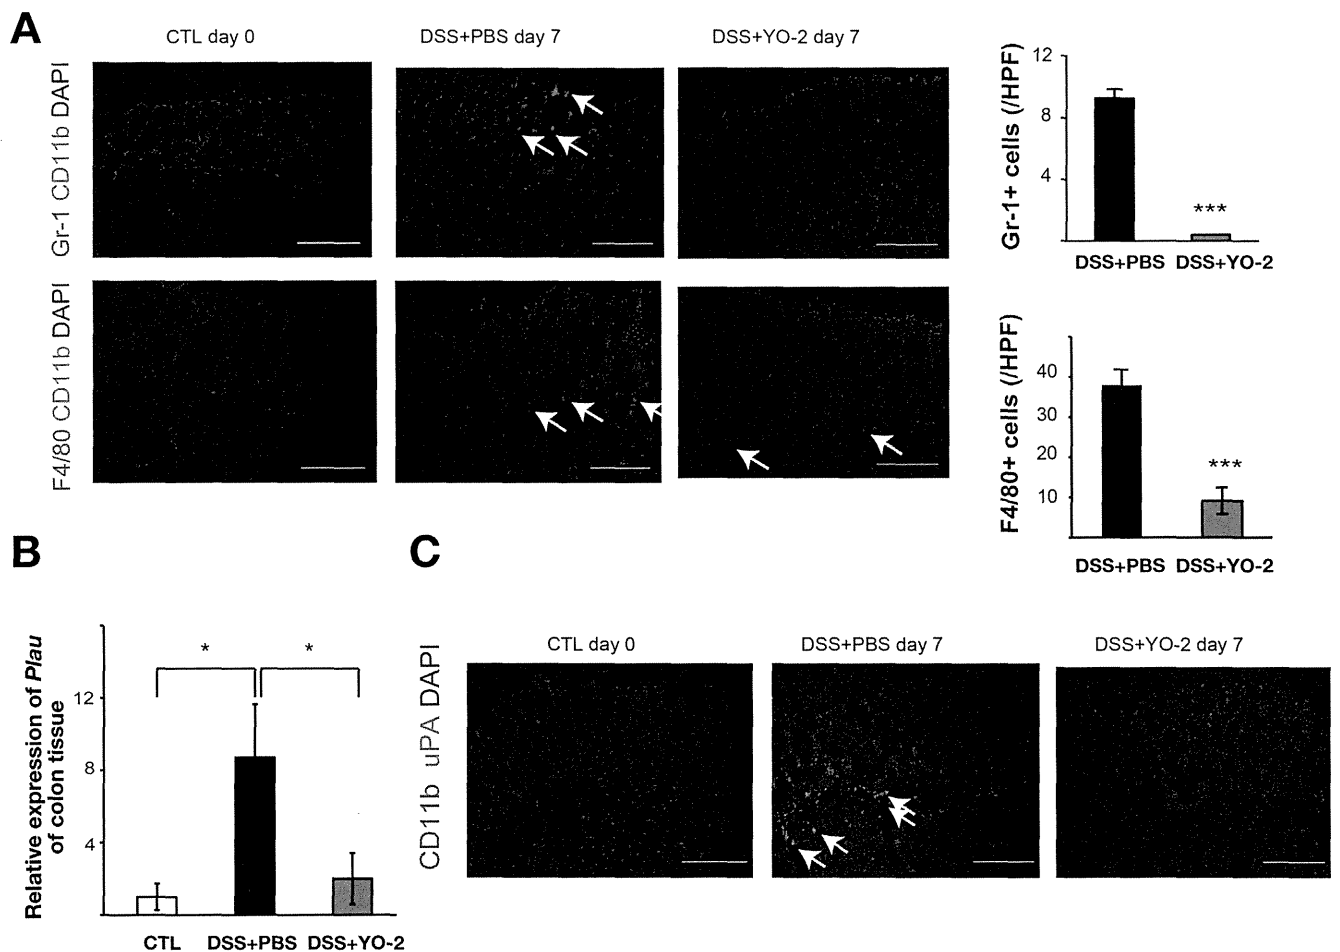 A
CTL day 0
DSS+PBS day 7
DSS+YO-2 day 7
Gr-1 CD11b DAPI
F4/80 CD11b DAPI
Gr-1+ cells (/HPF)
12
8
4
***
DSS+PBS DSS+YO-2
F4/80+ cells (/HPF)
40
30
20
10
***
DSS+PBS DSS+YO-2
B
Relative expression of Plau
of colon tissue
12
8
4
*
*
CTL DSS+PBS DSS+YO-2
C
CTL day 0
DSS+PBS day 7
DSS+YO-2 day 7
CD11b uPA DAPI